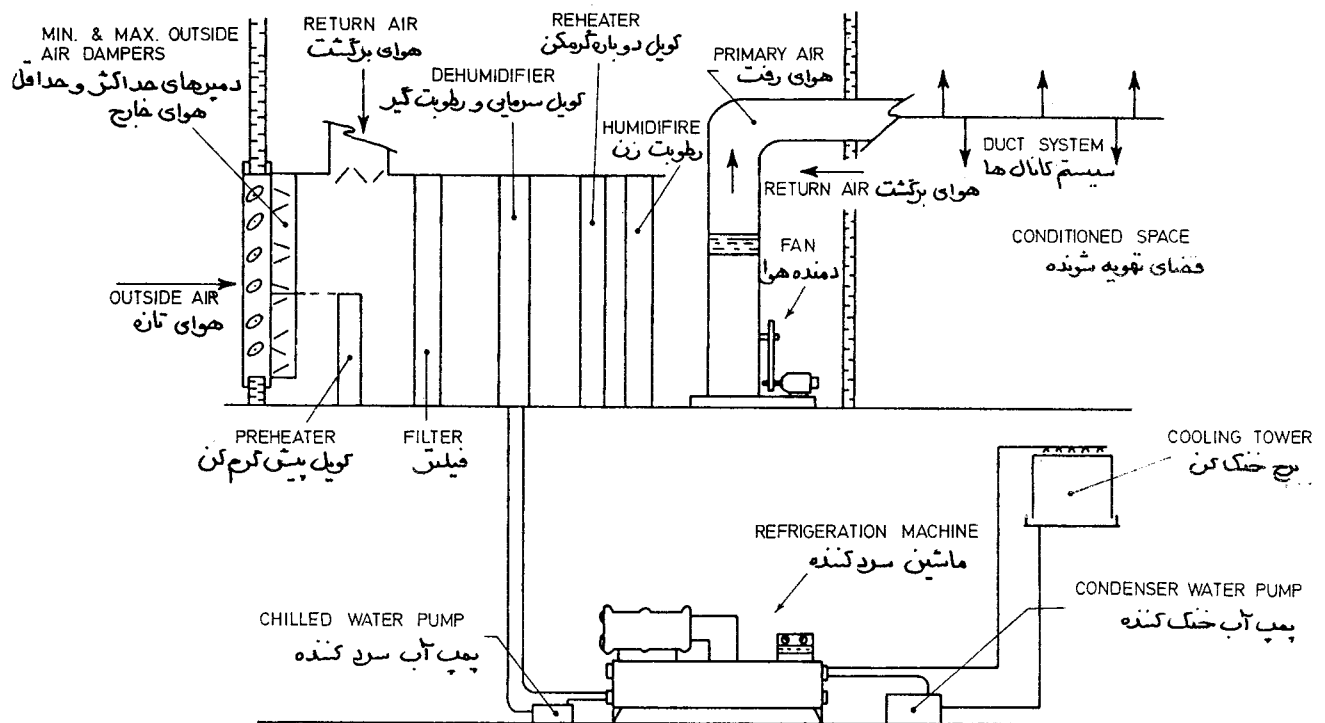 MIN. & MAX. OUTSIDE
AIR DAMPERS
دمپرهای حداکثر و حداقل
هوای خارج
RETURN AIR
هوای برگشت
DEHUMIDIFIER
کویل سرمایی و رطوبت گیر
REHEATER
کویل دوباره گرمکن
HUMIDIFIRE
رطوبت زن
PRIMARY AIR
هوای رفت
DUCT SYSTEM
سیستم کانال ها
RETURN AIR هوای برگشت
FAN
دمنده هوا
CONDITIONED SPACE
فضای تهویه شونده
OUTSIDE AIR
هوای تازه
PREHEATER
کویل پیش گرم کن
FILTER
فیلتر
COOLING TOWER
برج خنک کن
REFRIGERATION MACHINE
ماشین سردکننده
CHILLED WATER PUMP
پمپ آب سرد کننده
CONDENSER WATER PUMP
پمپ آب خنک کننده